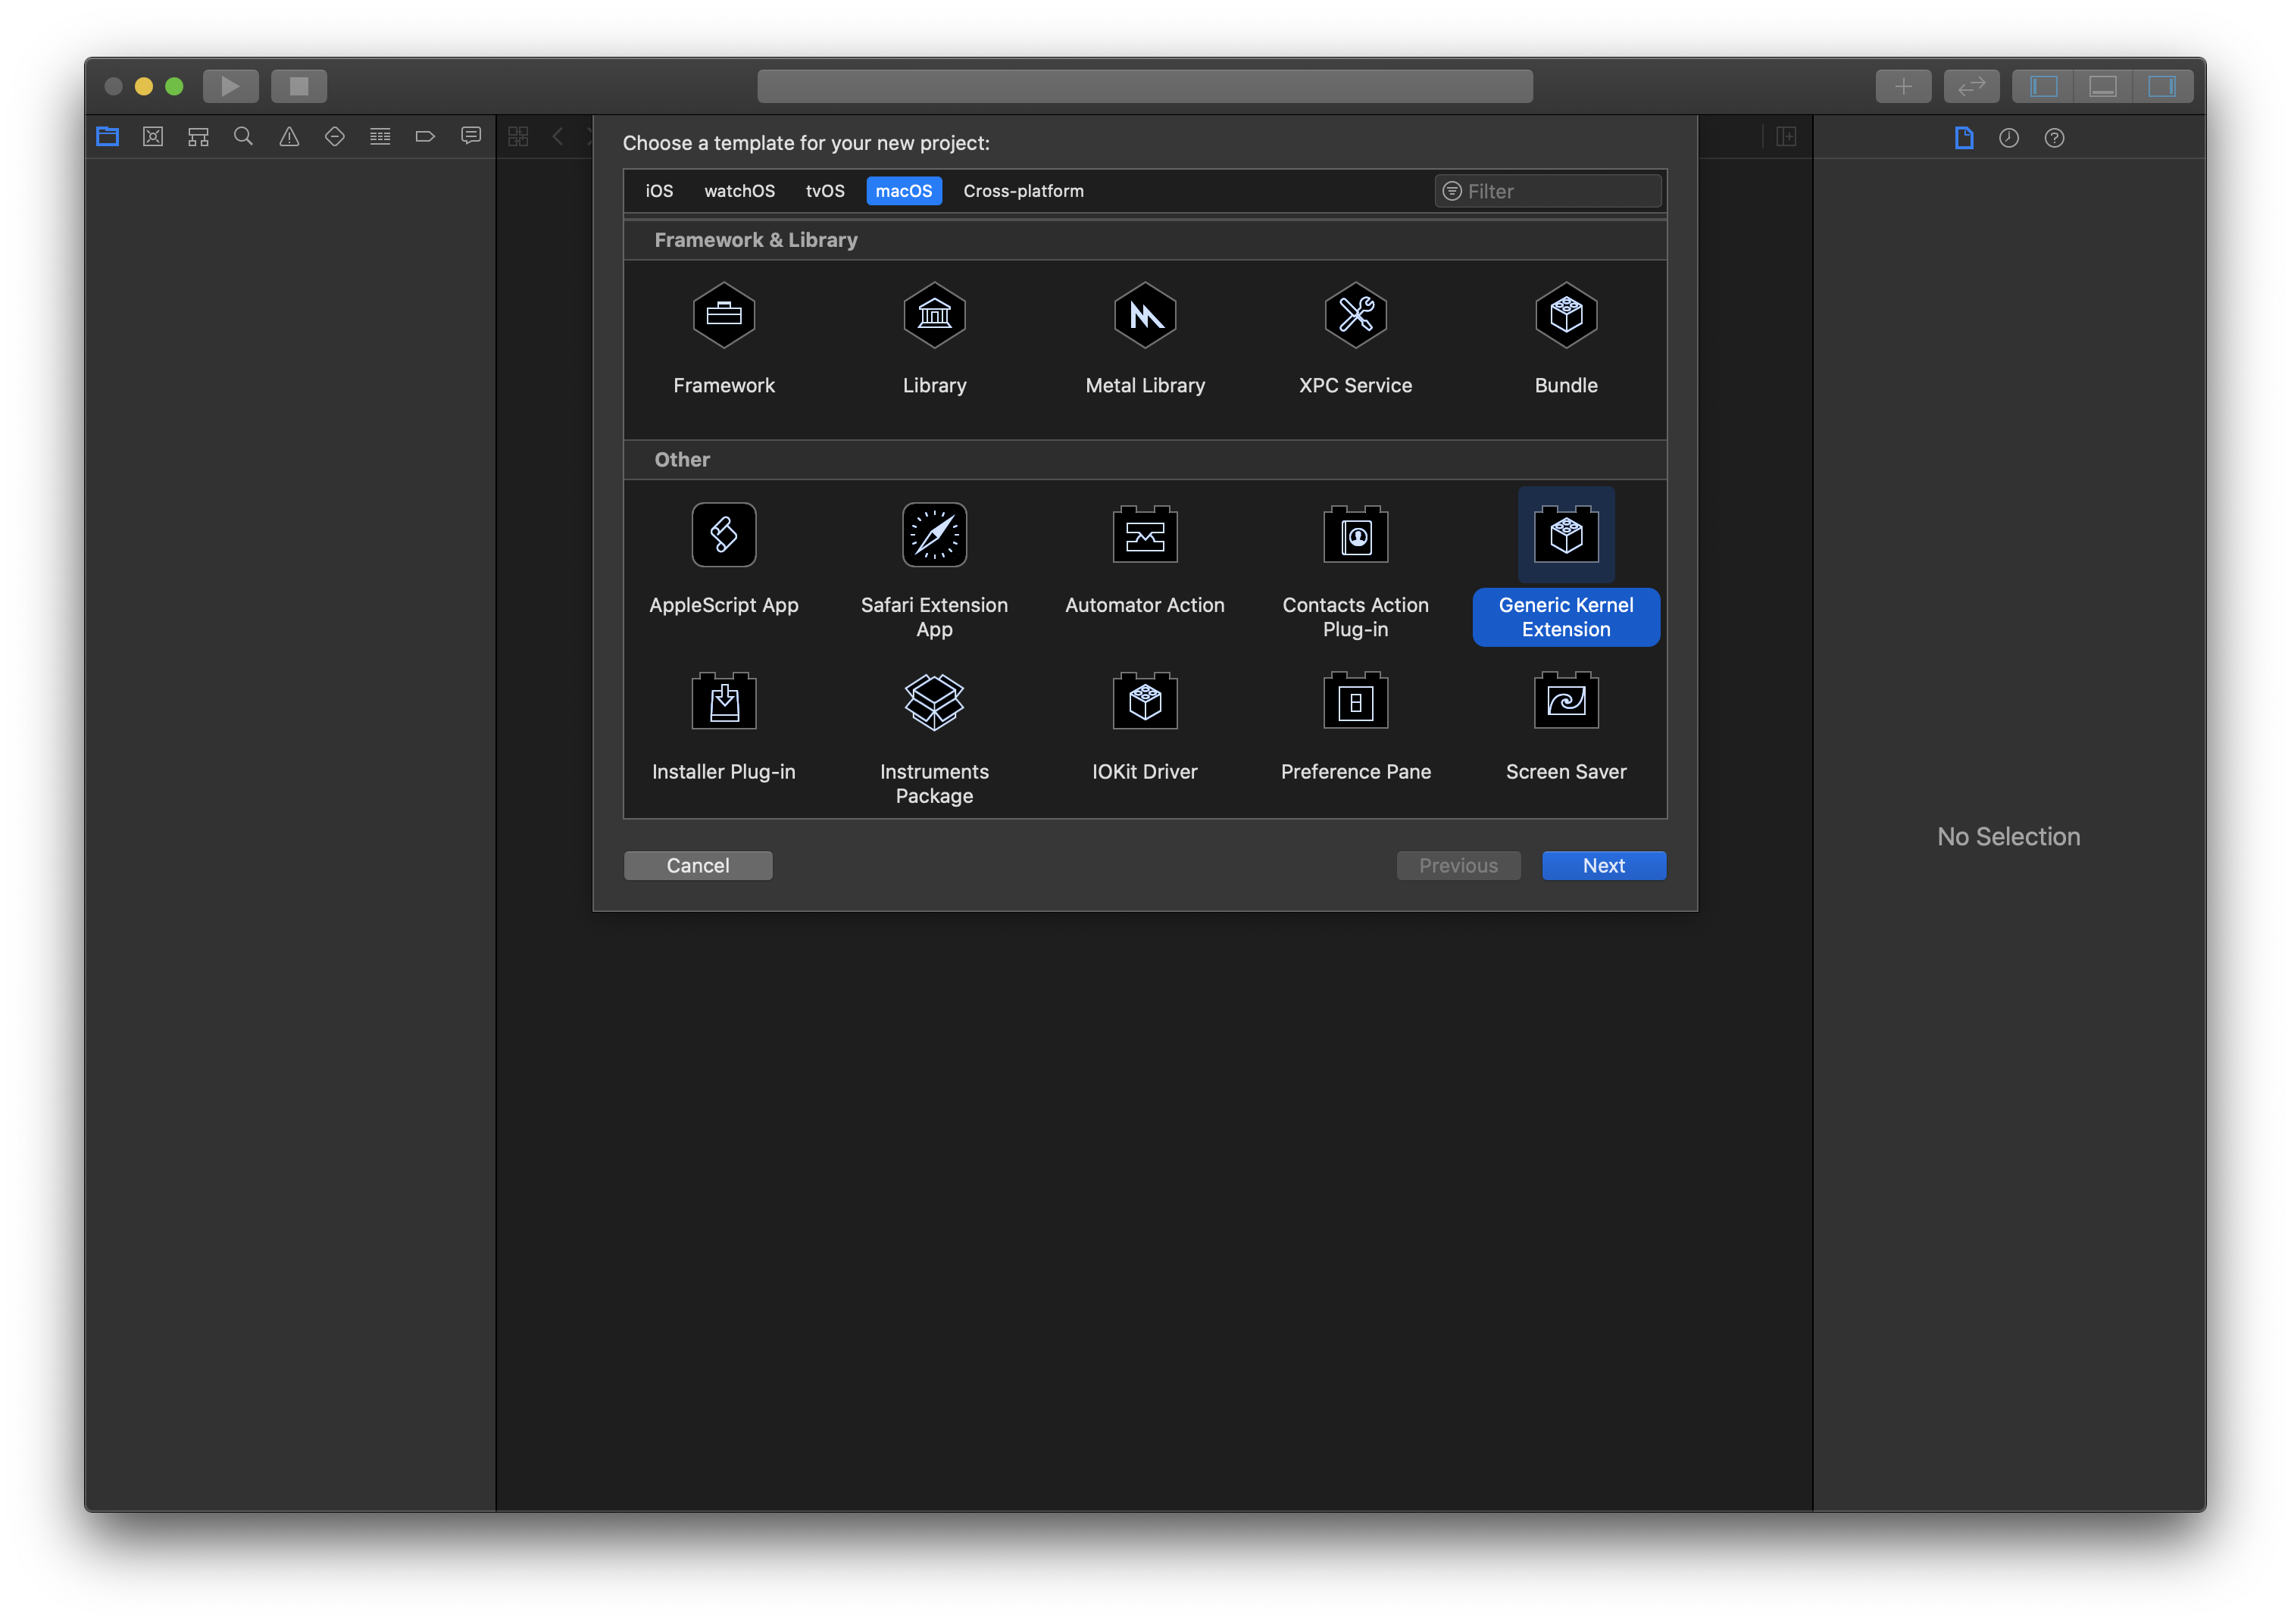 Choose a template for your new project:
iOS watchOS tvOS macOS Cross-platform Filter
Framework & Library
Framework Library Metal Library XPC Service Bundle
Other
AppleScript App Safari Extension App Automator Action Contacts Action Plug-in Generic Kernel Extension
Installer Plug-in Instruments Package IOKit Driver Preference Pane Screen Saver
No Selection
Cancel Previous Next